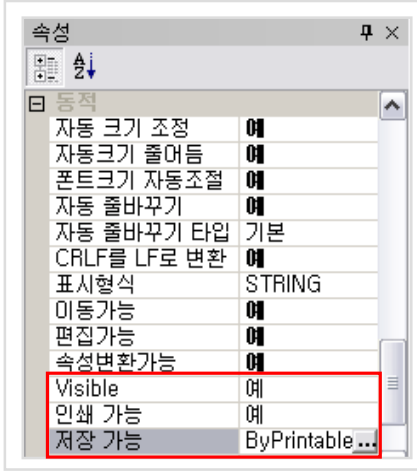 속성
동적
자동 크기 조정 예
자동크기 줄어듬 예
폰트크기 자동조절 예
자동 줄바꾸기 예
자동 줄바꾸기 타입 기본
CRLF를 LF로 변환 예
표시형식 STRING
이동가능 예
편집가능 예
속성변환가능 예
Visible 예
인쇄 가능 예
저장 가능 ByPrintable ...